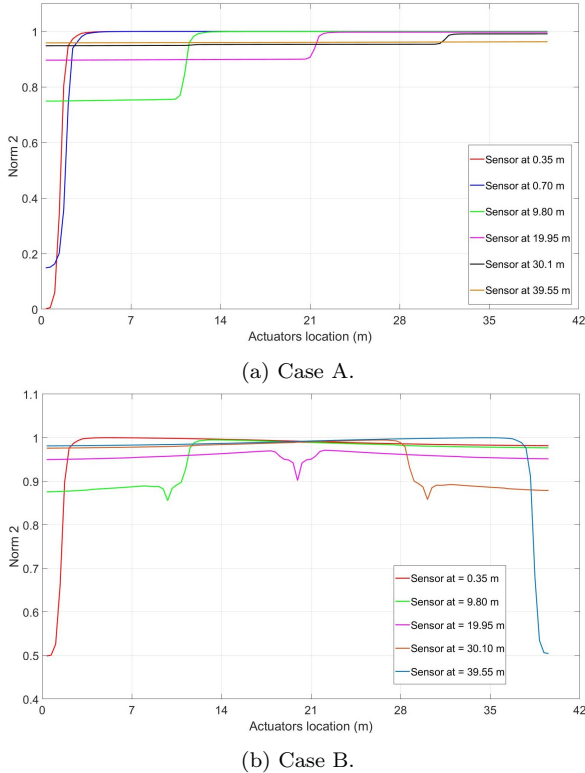 1
0.8
0.6
0.4
0.2
0
Norm 2
Sensor at 0.35 m
Sensor at 0.70 m
Sensor at 9.80 m
Sensor at 19.95 m
Sensor at 30.1 m
Sensor at 39.55 m
0 7 14 21 28 35 42
Actuators location (m)
(a) Case A.
1.1
1
0.9
0.8
0.7
0.6
0.5
0.4
Norm 2
Sensor at = 0.35 m
Sensor at = 9.80 m
Sensor at = 19.95 m
Sensor at = 30.10 m
Sensor at = 39.55 m
0 7 14 21 28 35 42
Actuators location (m)
(b) Case B.